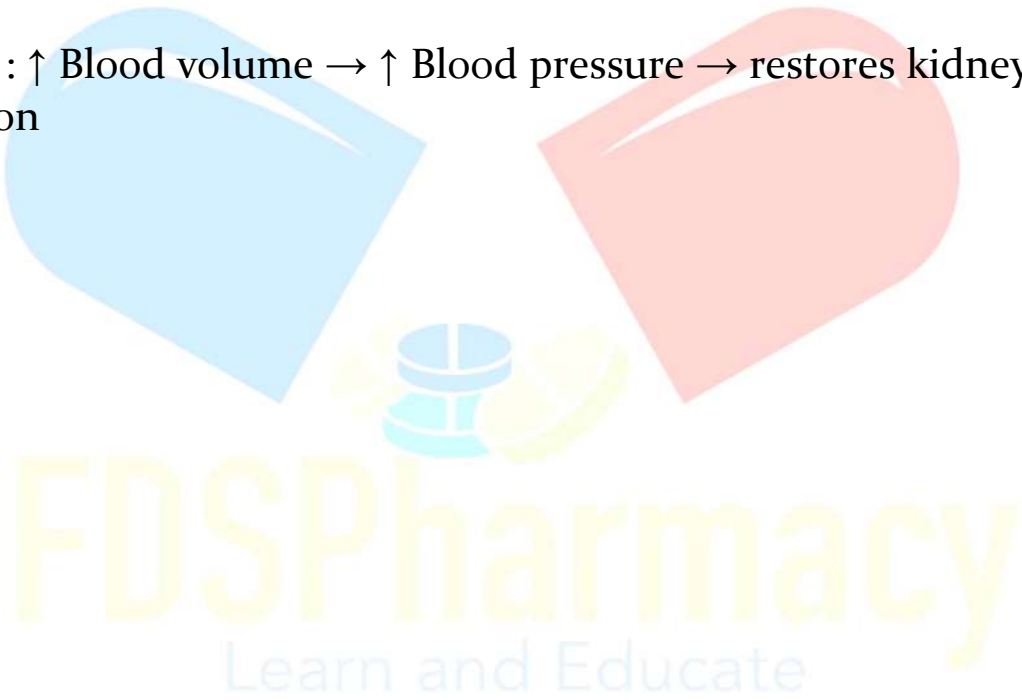 : ↑ Blood volume → ↑ Blood pressure → restores kidney
on
FDSPharmacy
Learn and Educate